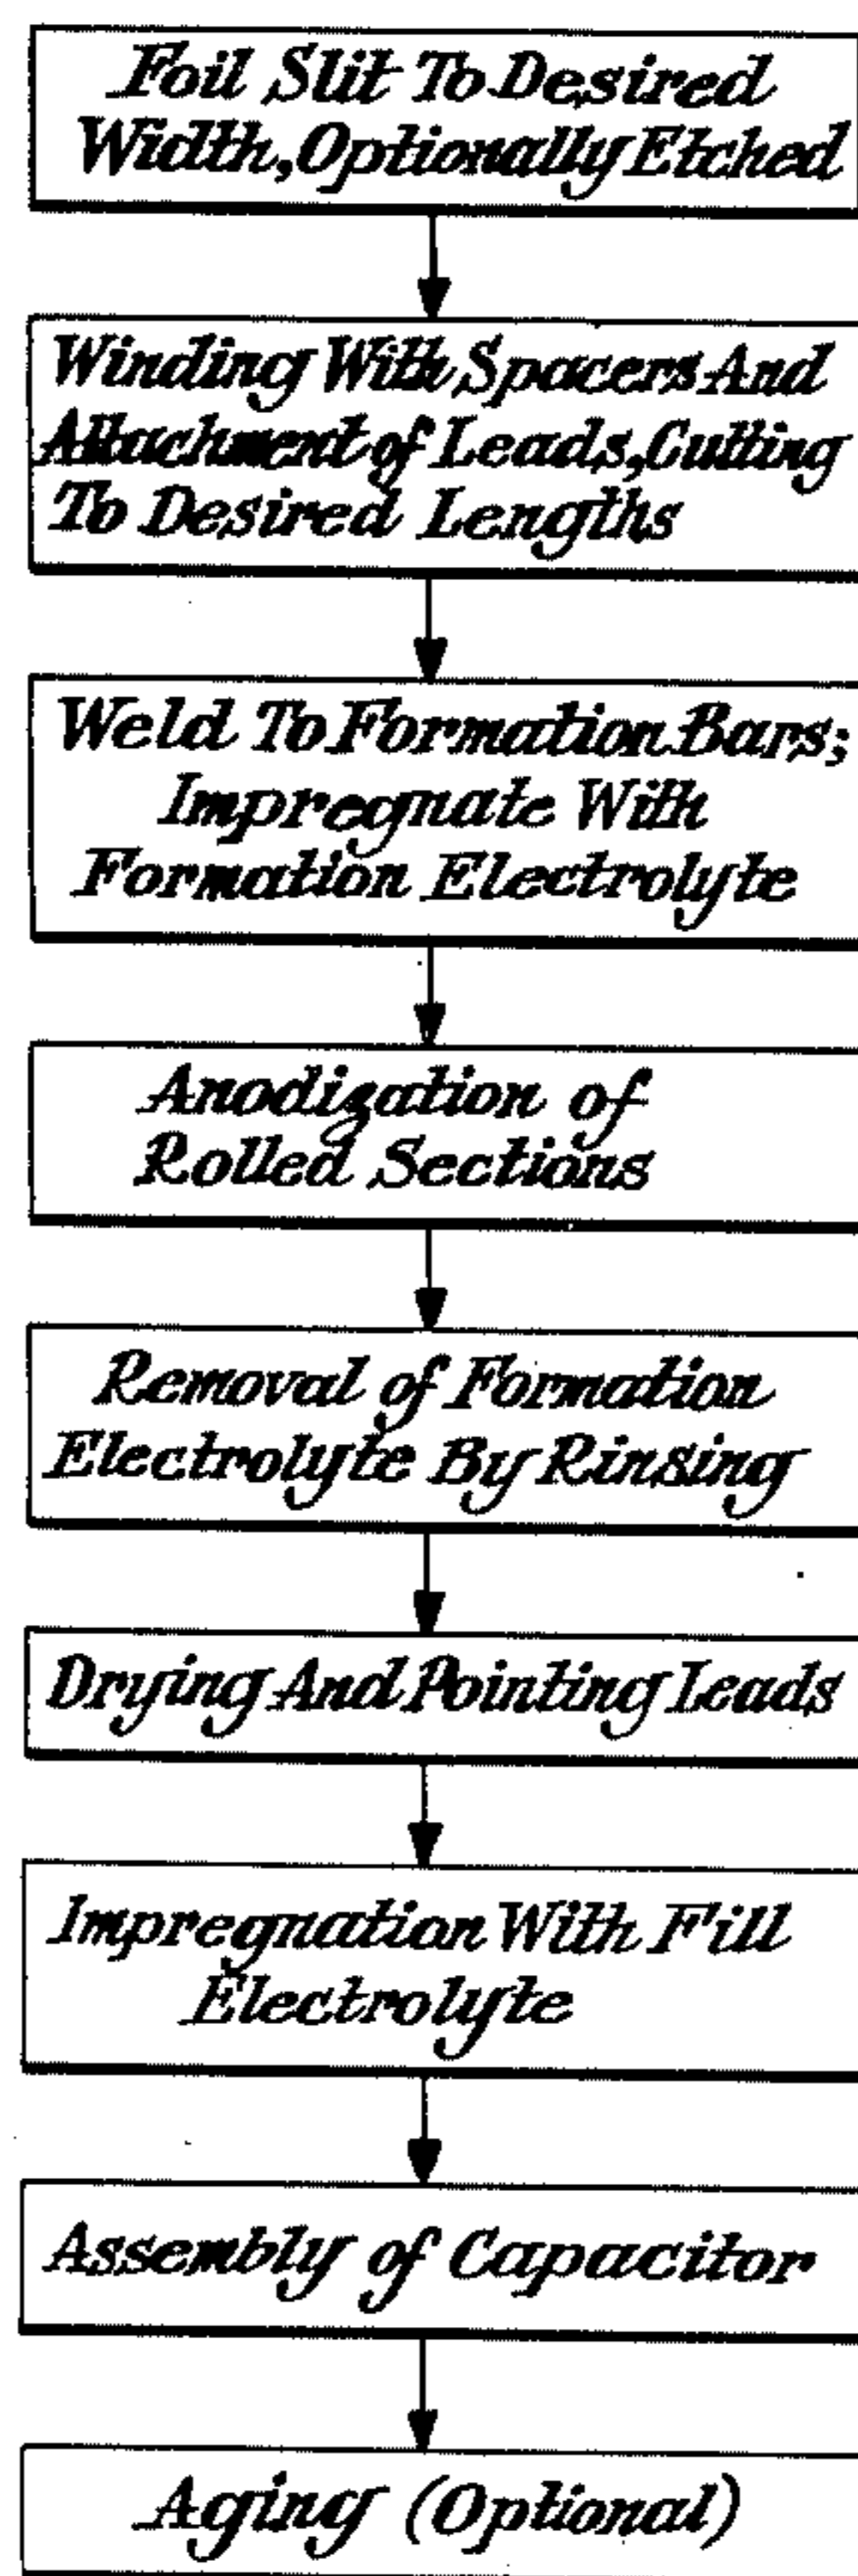 Foil Slit To Desired
Width, Optionally Etched
Winding With Spacers And
Attachment of Leads, Cutting
To Desired Lengths
Weld To Formation Bars;
Impregnate With
Formation Electrolyte
Anodization of
Rolled Sections
Removal of Formation
Electrolyte By Rinsing
Drying And Pointing Leads
Impregnation With Fill
Electrolyte
Assembly of Capacitor
Aging (Optional)